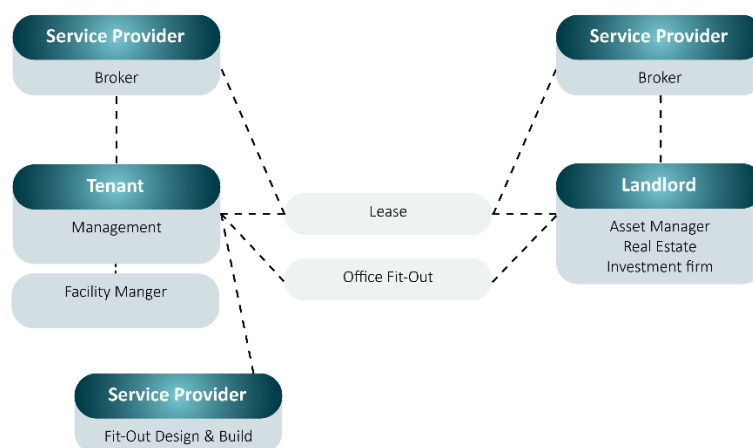 Service Provider
Broker
Service Provider
Broker
Tenant
Management
Facility Manger
Lease
Office Fit-Out
Landlord
Asset Manager
Real Estate
Investment firm
Service Provider
Fit-Out Design & Build